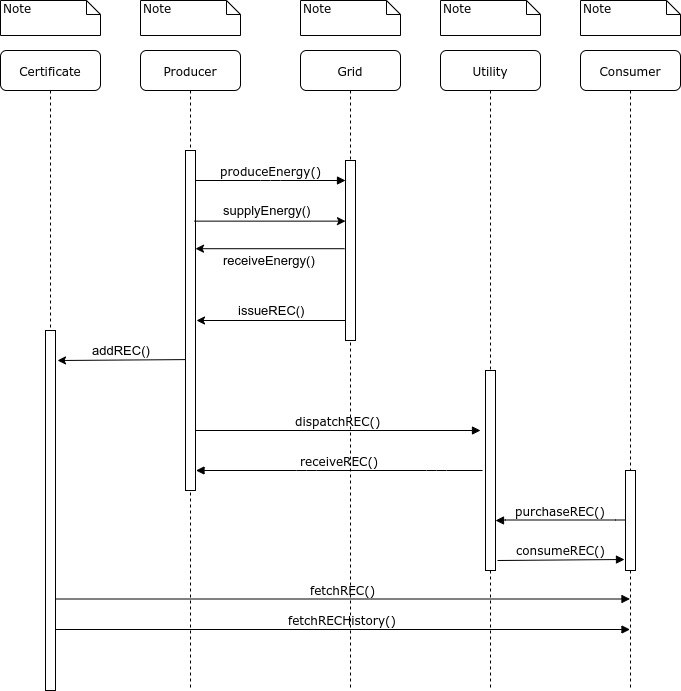 Note
Note
Note
Note
Note
Certificate
Producer
Grid
Utility
Consumer
produceEnergy()
supplyEnergy()
receiveEnergy()
issueREC()
addREC()
dispatchREC()
receiveREC()
purchaseREC()
consumeREC()
fetchREC()
fetchRECHistory()